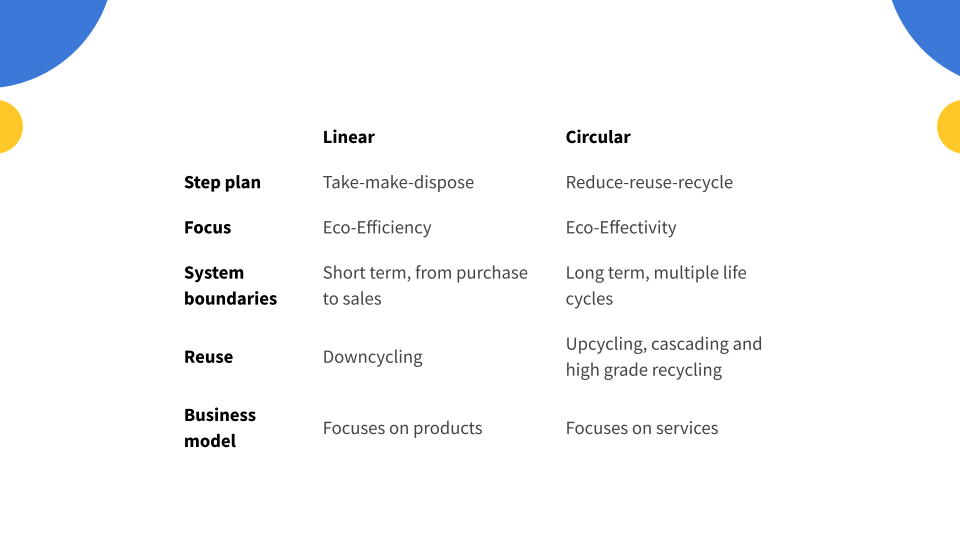 Linear Circular
Step plan Take-make-dispose Reduce-reuse-recycle
Focus Eco-Efficiency Eco-Effectivity
System boundaries Short term, from purchase to sales Long term, multiple life cycles
Reuse Downcycling Upcycling, cascading and high grade recycling
Business model Focuses on products Focuses on services